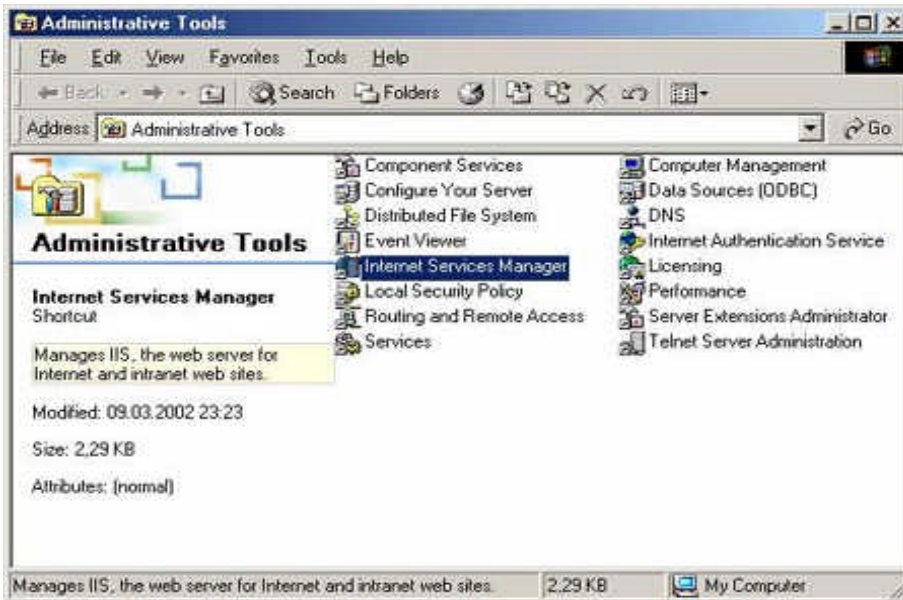 Administrative Tools
File Edit View Favorites Tools Help
Back Search Folders
Address Administrative Tools Go
Administrative Tools
Internet Services Manager
Shortcut
Manages IIS, the web server for
Internet and intranet web sites.
Modified: 09.03.2002 23:23
Size: 2,29 KB
Attributes: (normal)
Component Services
Configure Your Server
Distributed File System
Event Viewer
Internet Services Manager
Local Security Policy
Routing and Remote Access
Services
Computer Management
Data Sources (ODBC)
DNS
Internet Authentication Service
Licensing
Performance
Server Extensions Administrator
Telnet Server Administration
Manages IIS, the web server for Internet and intranet web sites. 2,29 KB My Computer